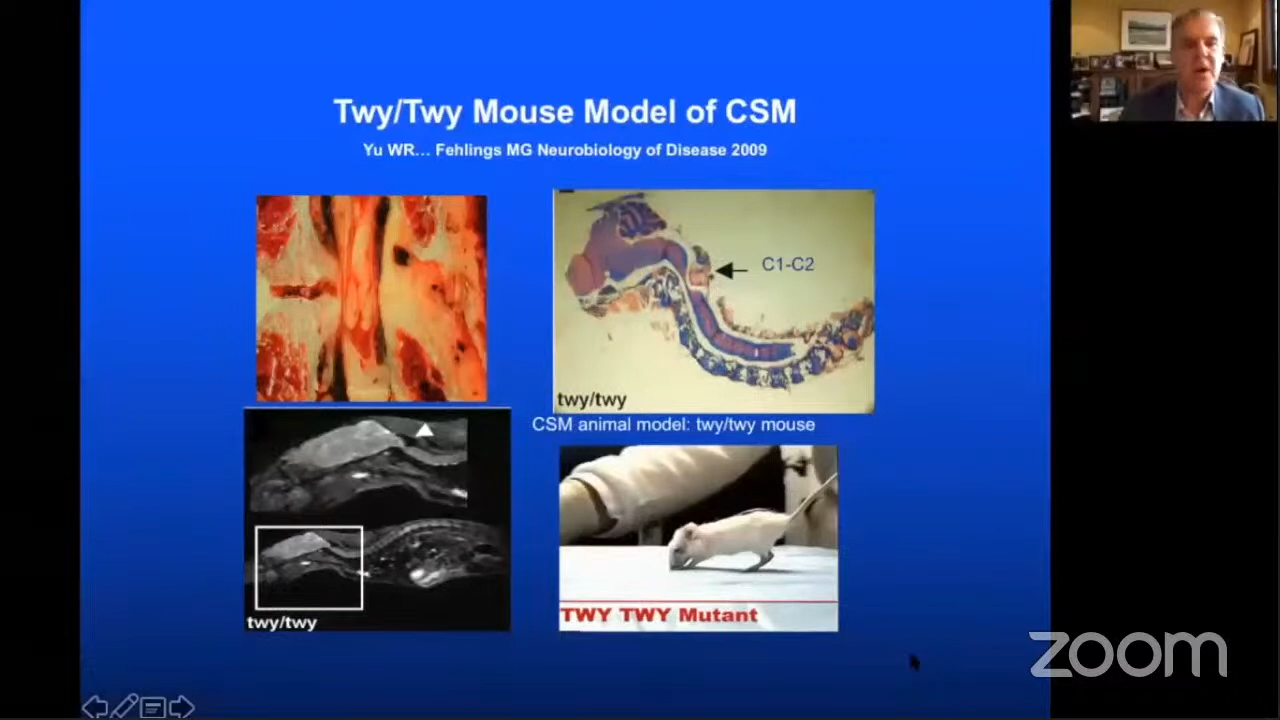 Twy/Twy Mouse Model of CSM
Yu WR... Fehlings MG Neurobiology of Disease 2009
C1-C2
twy/twy
CSM animal model: twy/twy mouse
twy/twy
TWY TWY Mutant
zoom